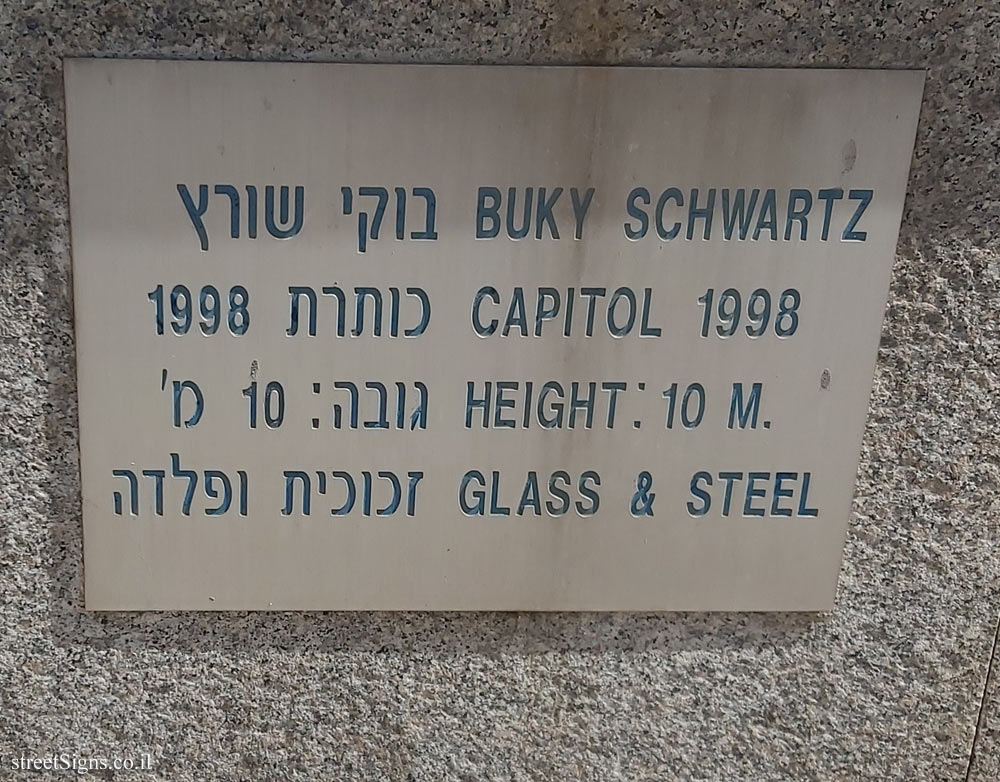 בוקי שורץ BUKY SCHWARTZ
כותרת 1998 CAPITOL 1998
גובה: 10 מ' HEIGHT: 10 M.
זכוכית ופלדה GLASS & STEEL
streetSigns.co.il